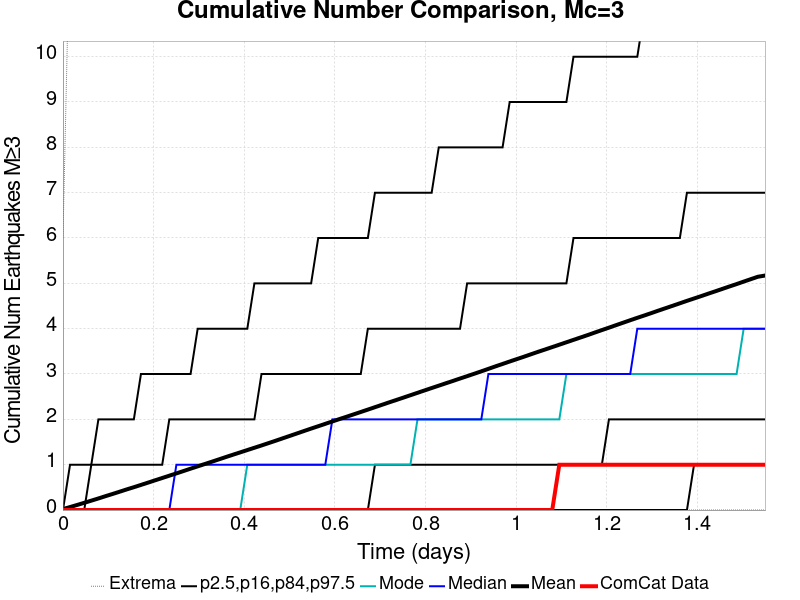 Cumulative Number Comparison, Mc=3
Cumulative Num Earthquakes M≥3
10
9
8
7
6
5
4
3
2
1
0
0 0.2 0.4 0.6 0.8 1 1.2 1.4
Time (days)
Extrema p2.5,p16,p84,p97.5 Mode Median Mean ComCat Data